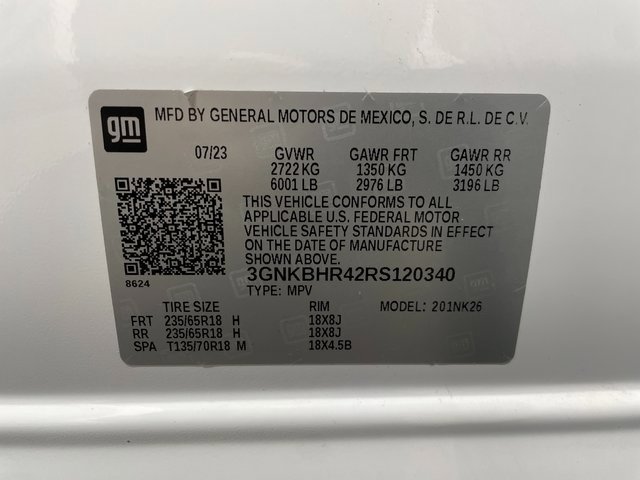 gm MFD BY GENERAL MOTORS DE MEXICO, S. DE R.L. DE C.V.
07/23 GVWR GAWR FRT GAWR RR
2722 KG 1350 KG 1450 KG
6001 LB 2976 LB 3196 LB
THIS VEHICLE CONFORMS TO ALL
APPLICABLE U.S. FEDERAL MOTOR
VEHICLE SAFETY STANDARDS IN EFFECT
ON THE DATE OF MANUFACTURE SHOWN ABOVE.
3GNKBHR42RS120340
8624 TYPE: MPV
TIRE SIZE RIM MODEL: 201NK26
FRT 235/65R18 H 18X8J
RR 235/65R18 H 18X8J
SPA T135/70R18 M 18X4.5B